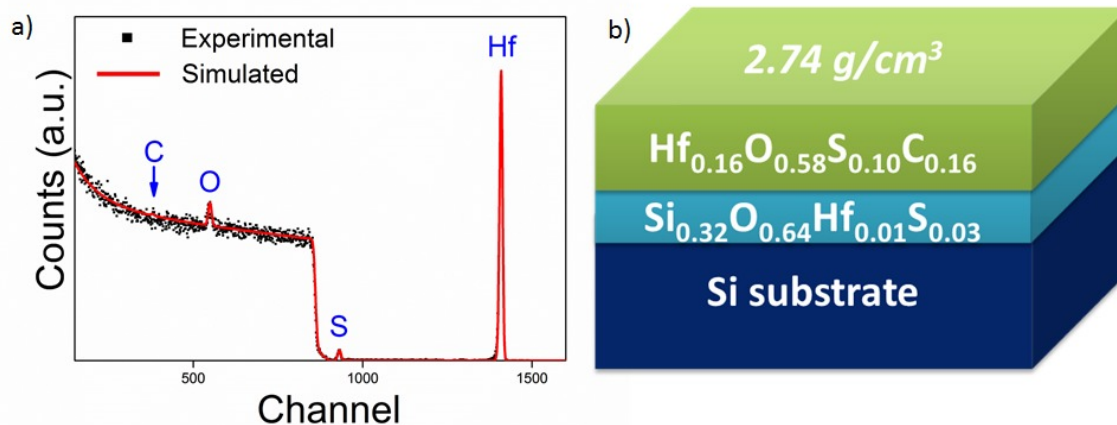 a)
Experimental
Simulated
Hf
C
O
S
Counts (a.u.)
500
1000
1500
Channel
b)
2.74 g/cm³
Hf₀.₁₆O₀.₅₈S₀.₁₀C₀.₁₆
Si₀.₃₂O₀.₆₄Hf₀.₀₁S₀.₀₃
Si substrate